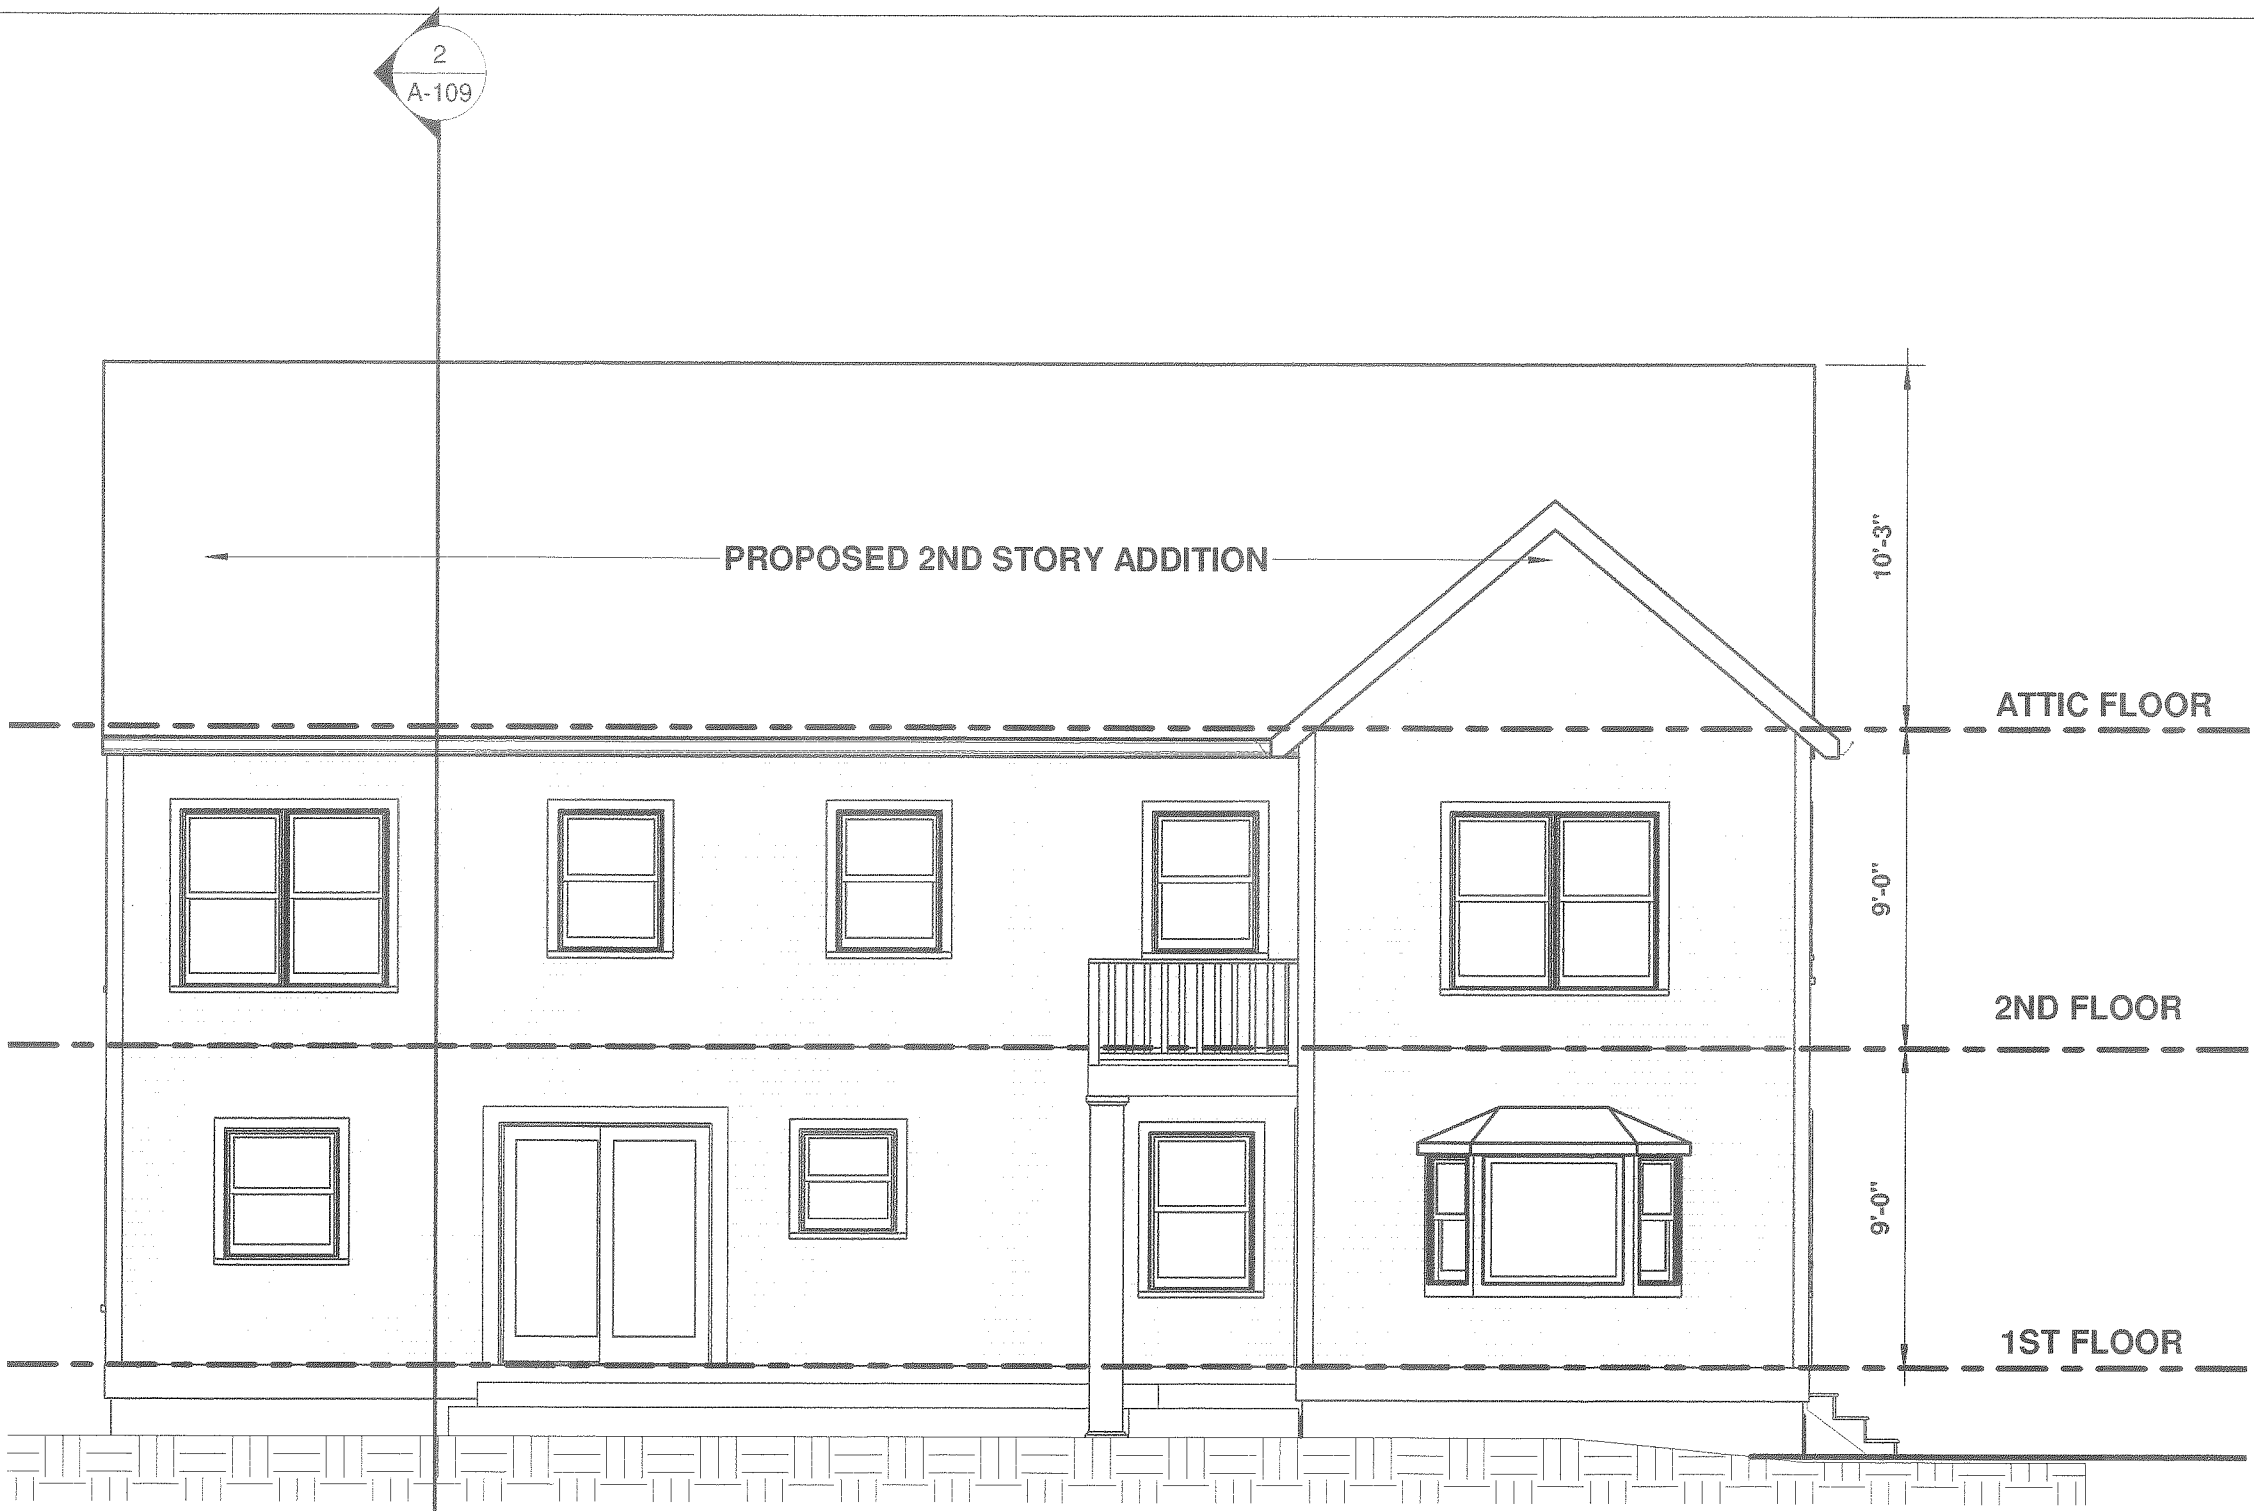 2
A-109
PROPOSED 2ND STORY ADDITION
10'-3"
ATTIC FLOOR
9'-0"
2ND FLOOR
9'-0"
1ST FLOOR